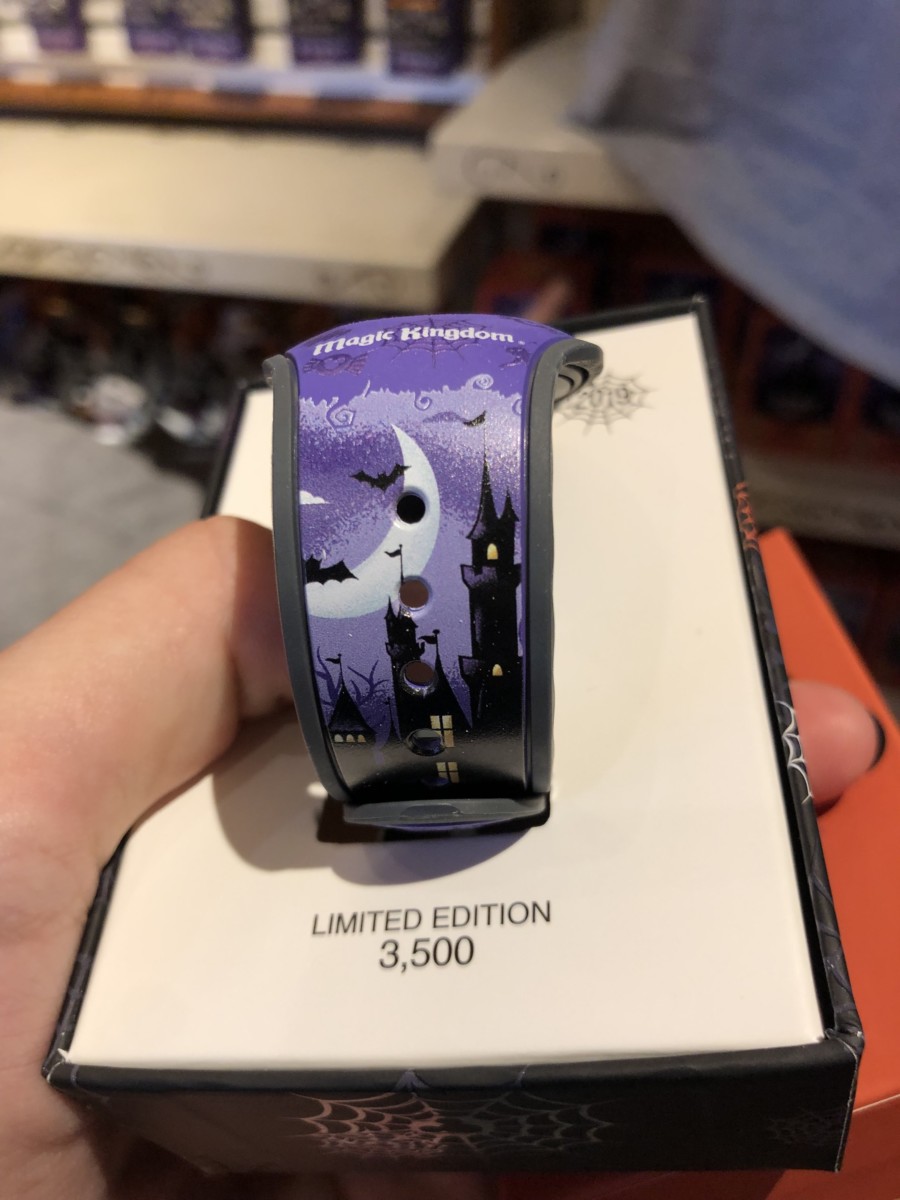 Magic Kingdom®
2019
LIMITED EDITION
3,500